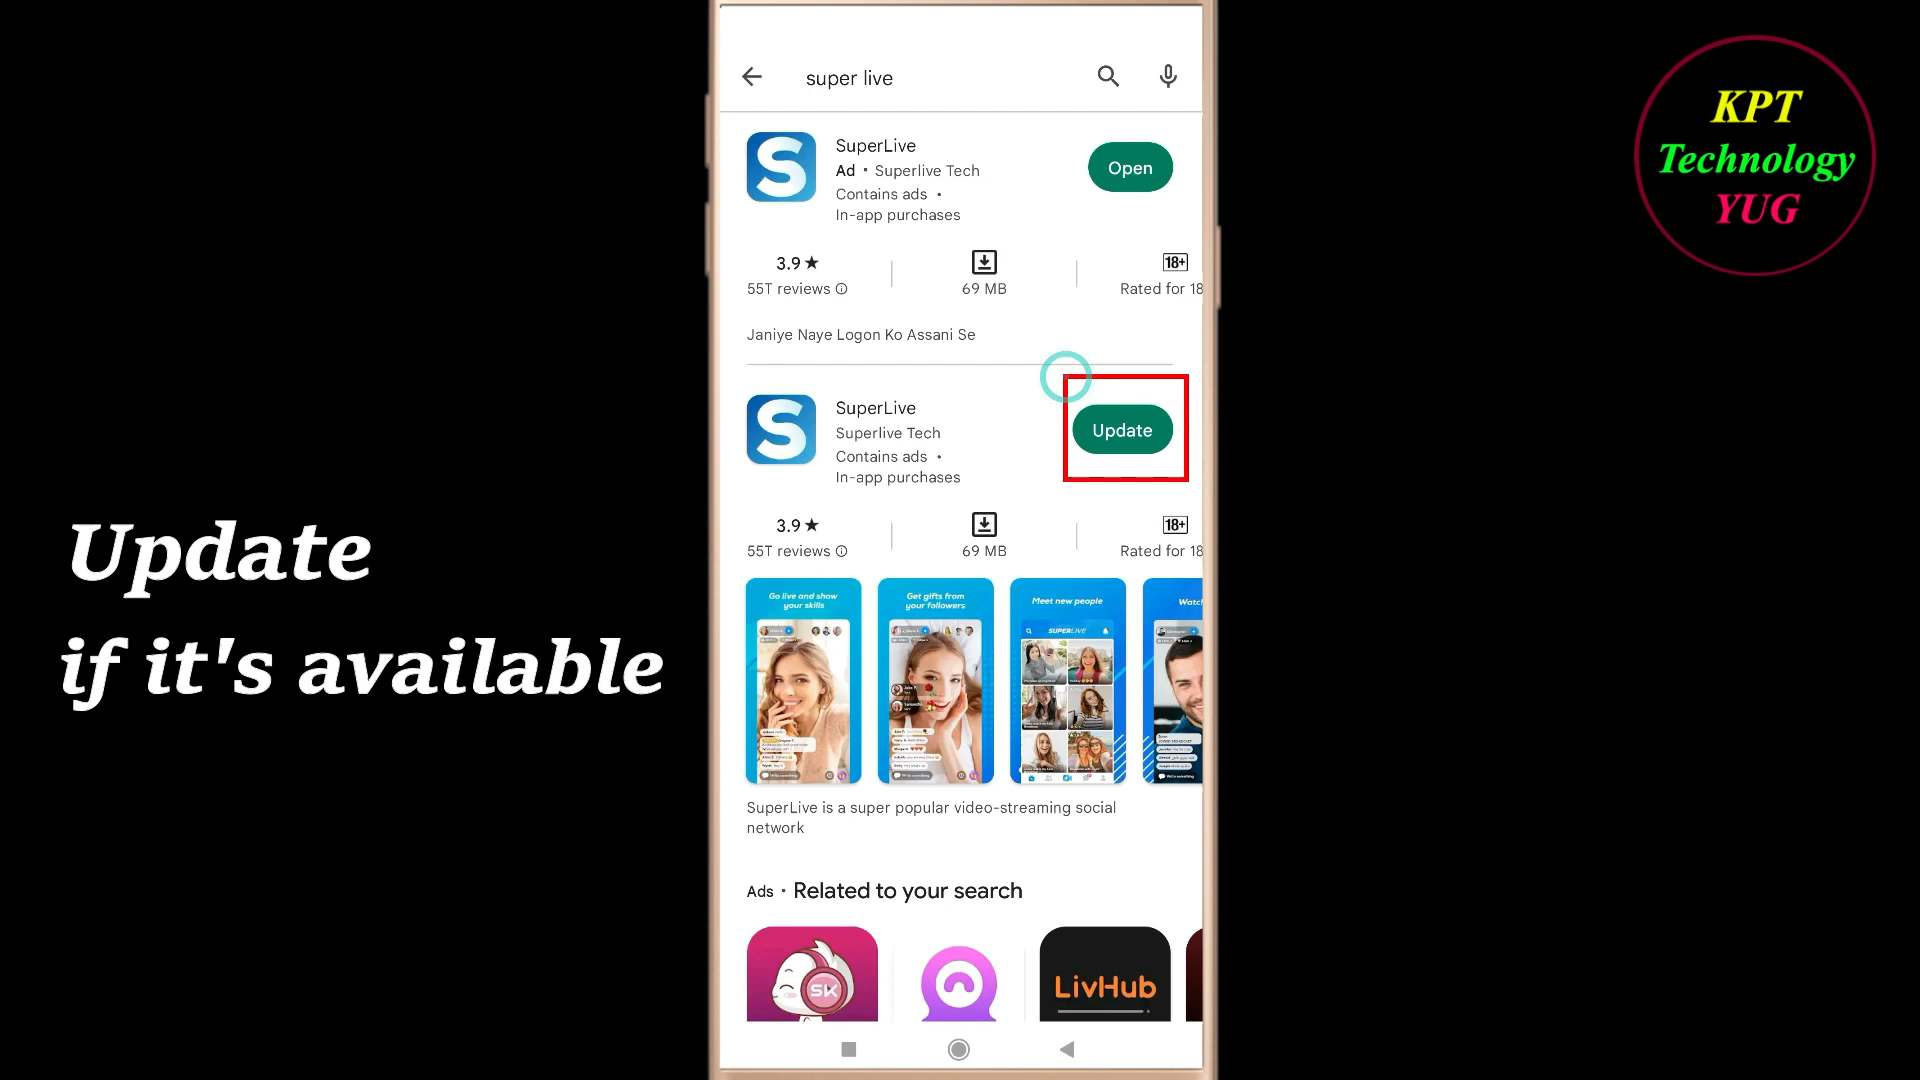 super live
SuperLive
Ad • Superlive Tech
Contains ads •
In-app purchases
Open
3.9★
55T reviews
69 MB
18+
Rated for 18
Janiye Naye Logon Ko Assani Se
SuperLive
Superlive Tech
Contains ads •
In-app purchases
Update
3.9★
55T reviews
69 MB
18+
Rated for 18
Go live and show
your skills
Get gifts from
your followers
Meet new people
SUPERLIVE
Watch
SuperLive is a super popular video-streaming social
network
Ads • Related to your search
SK
LivHub
Update
if it's available
KPT
Technology
YUG